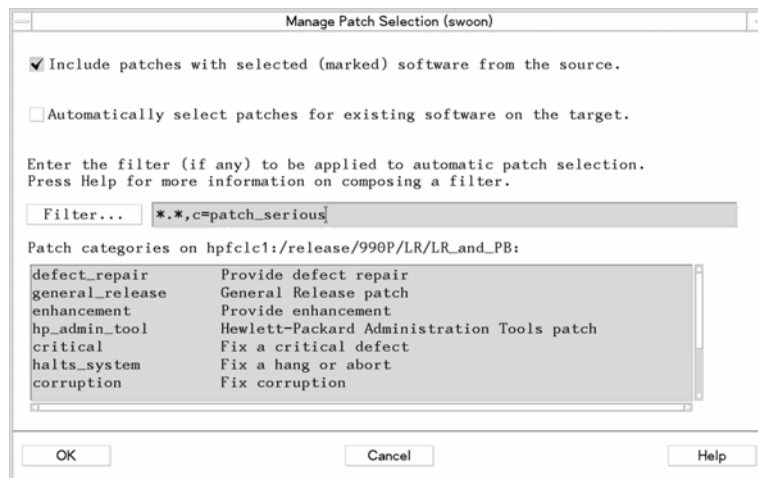 Manage Patch Selection (swoon)
Include patches with selected (marked) software from the source.
Automatically select patches for existing software on the target.
Enter the filter (if any) to be applied to automatic patch selection.
Press Help for more information on composing a filter.
Filter... *.*,c=patch_serious
Patch categories on hpfclc1:/release/990P/LR/LR_and_PB:
defect_repair Provide defect repair
general_release General Release patch
enhancement Provide enhancement
hp_admin_tool Hewlett-Packard Administration Tools patch
critical Fix a critical defect
halts_system Fix a hang or abort
corruption Fix corruption
OK Cancel Help